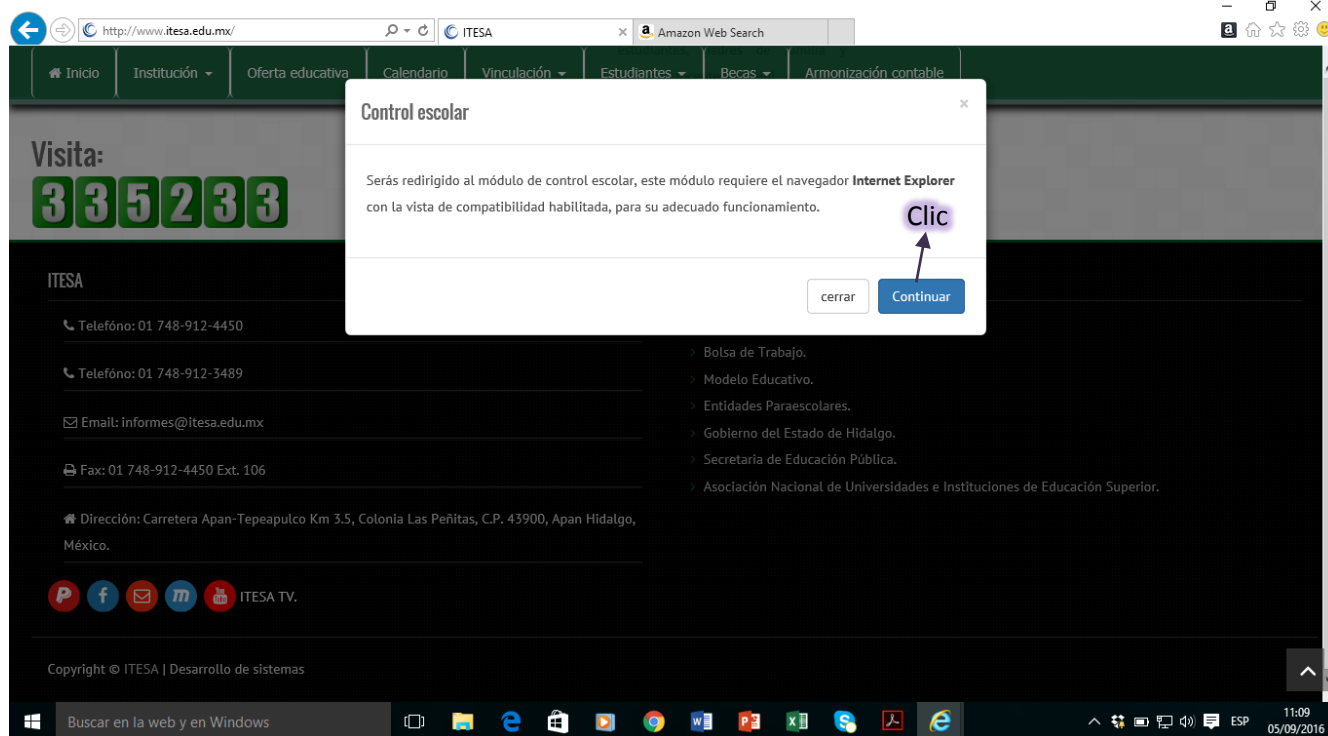 http://www.itesa.edu.mx/
ITESA
Amazon Web Search
Inicio
Institución
Oferta educativa
Calendario
Vinculación
Estudiantes
Becas
Armonización contable
Control escolar
×
Visita:
335233
Serás redirigido al módulo de control escolar, este módulo requiere el navegador Internet Explorer
con la vista de compatibilidad habilitada, para su adecuado funcionamiento.
Clic
cerrar
Continuar
ITESA
Telefóno: 01 748-912-4450
Telefóno: 01 748-912-3489
Email: informes@itesa.edu.mx
Fax: 01 748-912-4450 Ext. 106
Dirección: Carretera Apan-Tepeapulco Km 3.5, Colonia Las Peñitas, C.P. 43900, Apan Hidalgo,
México.
Bolsa de Trabajo.
Modelo Educativo.
Entidades Paraescolares.
Gobierno del Estado de Hidalgo.
Secretaria de Educación Pública.
Asociación Nacional de Universidades e Instituciones de Educación Superior.
ITESA TV.
Copyright © ITESA | Desarrollo de sistemas
Buscar en la web y en Windows
ESP
11:09
05/09/2016